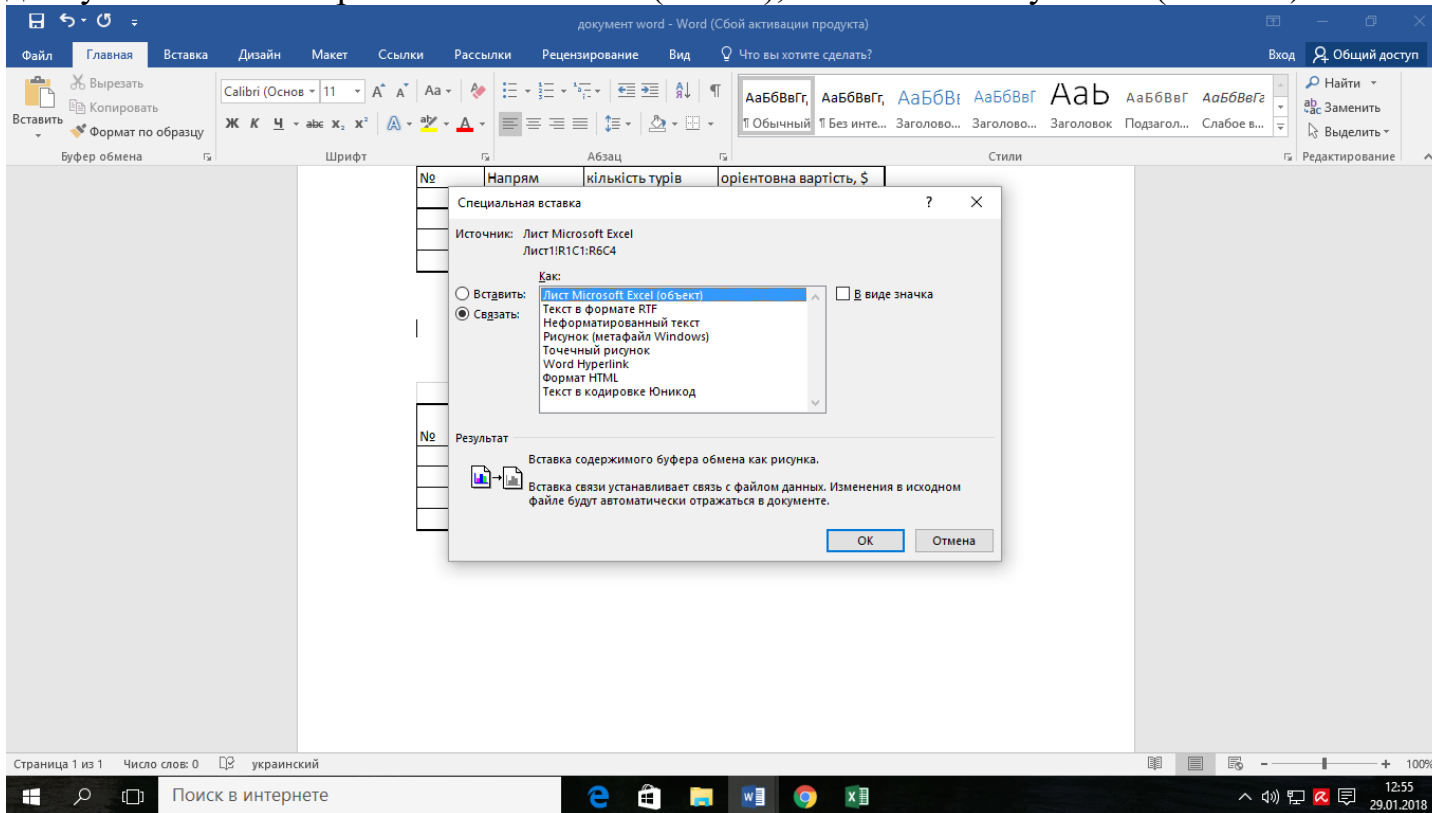 документ word - Word (Сбой активации продукта)
Файл Главная Вставка Дизайн Макет Ссылки Рассылки Рецензирование Вид Что вы хотите сделать? Вход Общий доступ
Вставить
Вырезать
Копировать
Формат по образцу
Буфер обмена
Calibri (Основ 11 A A Aa
Ж К Ч abc x₂ x² A aby A
Шрифт
Абзац
АаБбВвГг, АаБбВвГг, АаБбВı АаБбВвГ АаЬ АаБбВвГ АаБбВвГг
¶ Обычный ¶ Без инте... Заголово... Заголово... Заголовок Подзагол... Слабое в...
Стили
Найти
Заменить
Выделить
Редактирование
№ Напрям кількість турів орієнтовна вартість, $
Специальная вставка ? ×
Источник: Лист Microsoft Excel
Лист1!R1C1:R6C4
Как:
Вставить:
Связать:
Лист Microsoft Excel (объект)
Текст в формате RTF
Неформатированный текст
Рисунок (метафайл Windows)
Точечный рисунок
Word Hyperlink
Формат HTML
Текст в кодировке Юникод
В виде значка
№
Результат
Вставка содержимого буфера обмена как рисунка.
Вставка связи устанавливает связь с файлом данных. Изменения в исходном
файле будут автоматически отражаться в документе.
ОК Отмена
Страница 1 из 1 Число слов: 0 украинский 100%
Поиск в интернете
12:55
29.01.2018